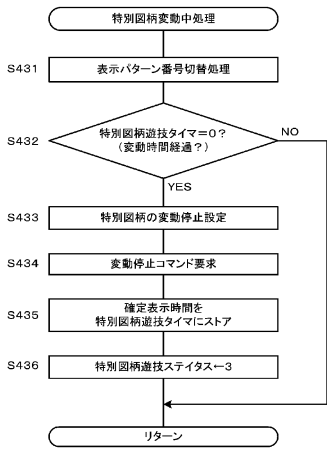 特別図柄変動中処理
S431
表示パターン番号切替処理
S432
特別図柄遊技タイマ=0?
(変動時間経過?)
NO
YES
S433
特別図柄の変動停止設定
S434
変動停止コマンド要求
S435
確定表示時間を
特別図柄遊技タイマにストア
S436
特別図柄遊技ステイタス←3
リターン